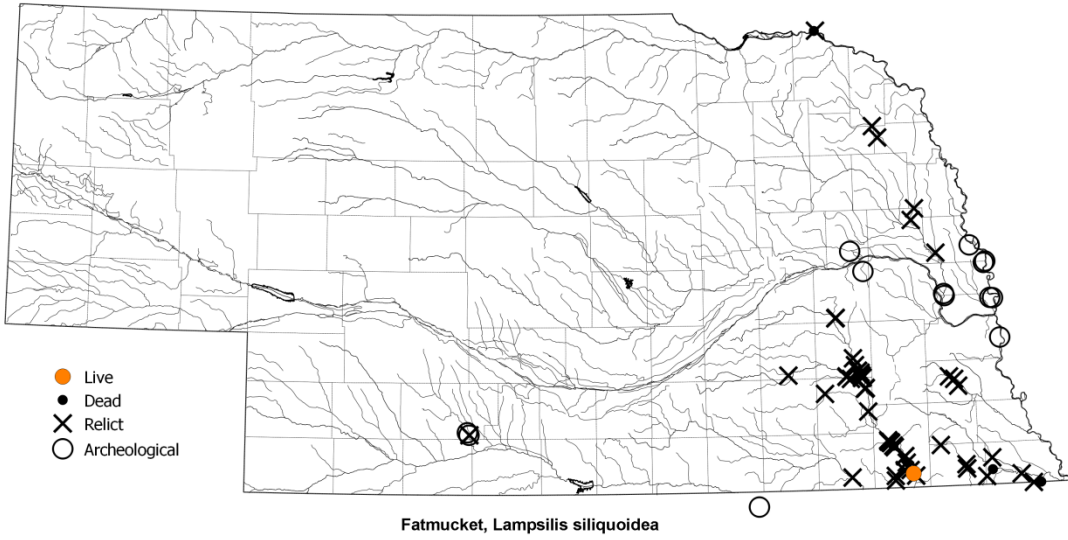 Live
Dead
Relict
Archeological
Fatmucket, Lampsilis siliquoidea